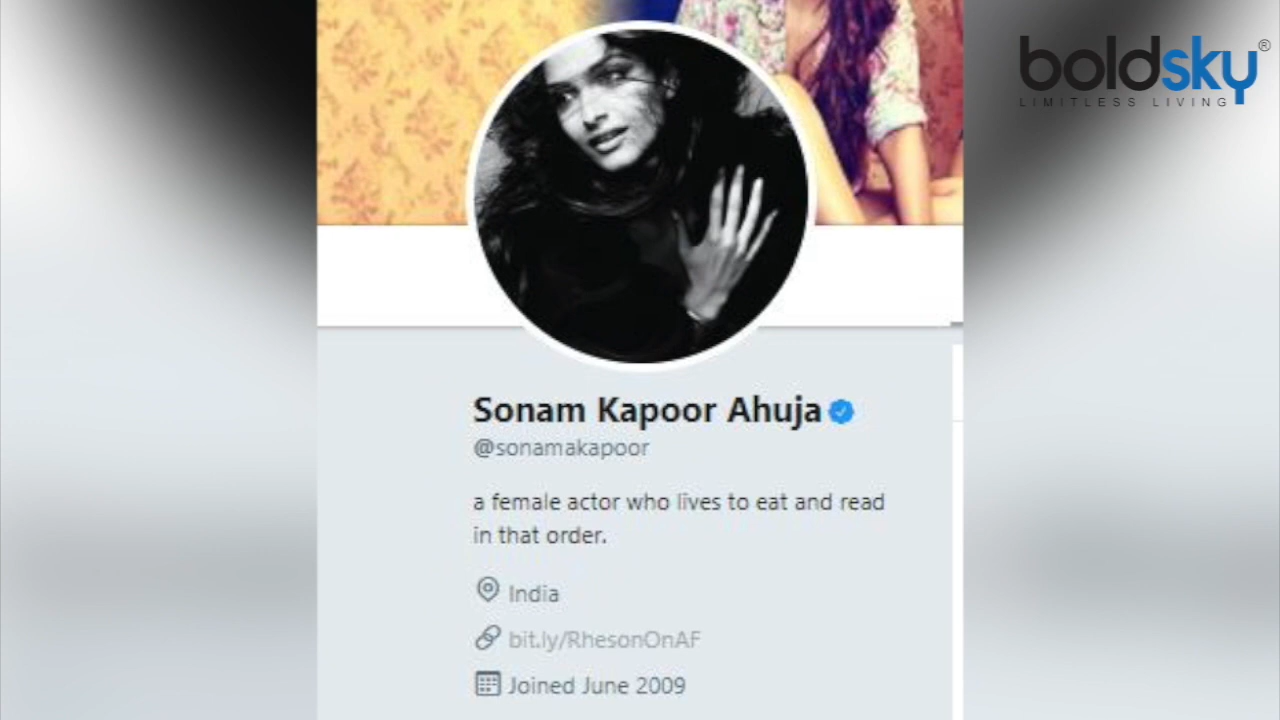 boldsky®
LIMITLESS LIVING
Sonam Kapoor Ahuja
@sonamakapoor
a female actor who lives to eat and read
in that order.
India
bit.ly/RhesonOnAF
Joined June 2009